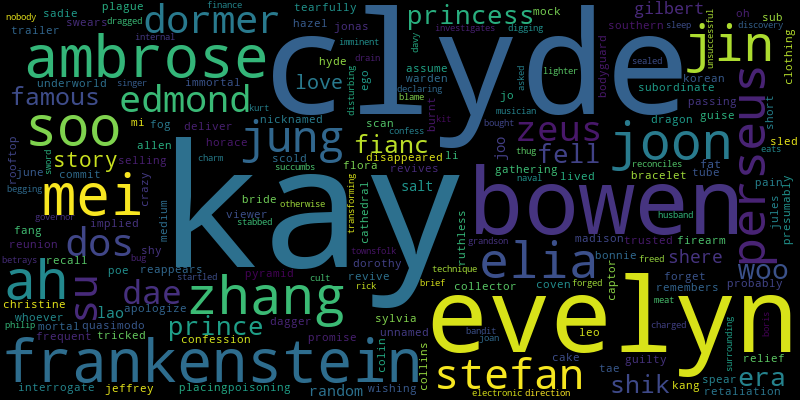 nobody sadie plague tearfully finance princess mock gilbert oh sub
swears dragged dormer hazel jonas davy investigates southern digging sleep discovery
trailer internal clyde bodyguard unsuccessful jin clothing
ambrose hyde imminent drain assume asked sealed korean
underworld immortal love ego warden lighter subordinate
famous edmond disturbing declaring jo musician passing short
singer nicknamed blame burnt kit bought dragon guise
soo kurt jung scan confess zeus joon perseus
mi fog deliver horace fianc joo thug fell sled
rooftop allen scold disappeared li reconciles fat eats
story selling charm succumbs flora revives gathering lived tube
june sword commit crazy kay salt bracelet pain
mei bride otherwise transforming cathedral bowen naval husband jules presumably
begging governor medium viewer stabbed
fang implied townsfolk ruthless grandson madison trusted firearm
reunion dos shy dorothy elia bonnie freed shere woo
betrays recall bug poe reappears startled pyramid cult revive rick technique brief collector coven forged captor forget remembers probably
ah su dae zhang evelyn meat
christine lao apologize dagger sylvia unnamed bandit joan leo charged boris
whoever mortal quasimodo prince promise colin
philip frequent tricked confession collins cake guilty surrounding relief
frankenstein stefan tae shik kang spear era
interrogate jeffrey placingpoisoning random wishing electronic direction retaliation